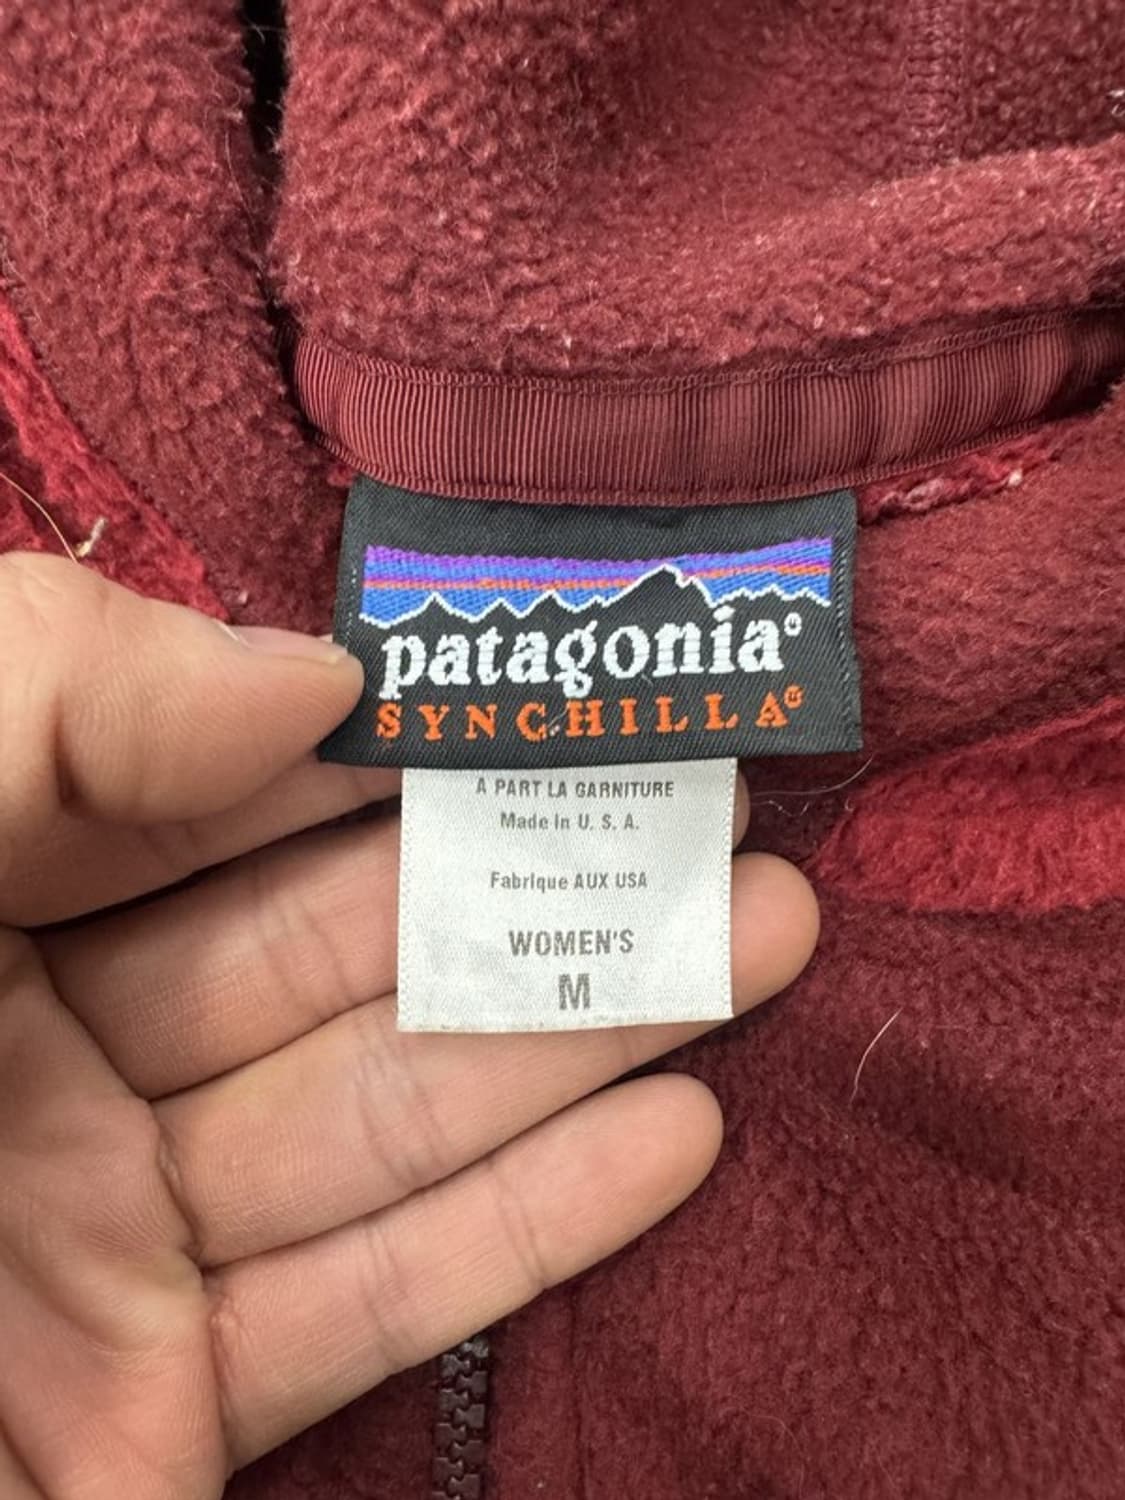 patagonia®
SYNCHILLA®
A PART LA GARNITURE
Made in U. S. A.
Fabrique AUX USA
WOMEN'S
M